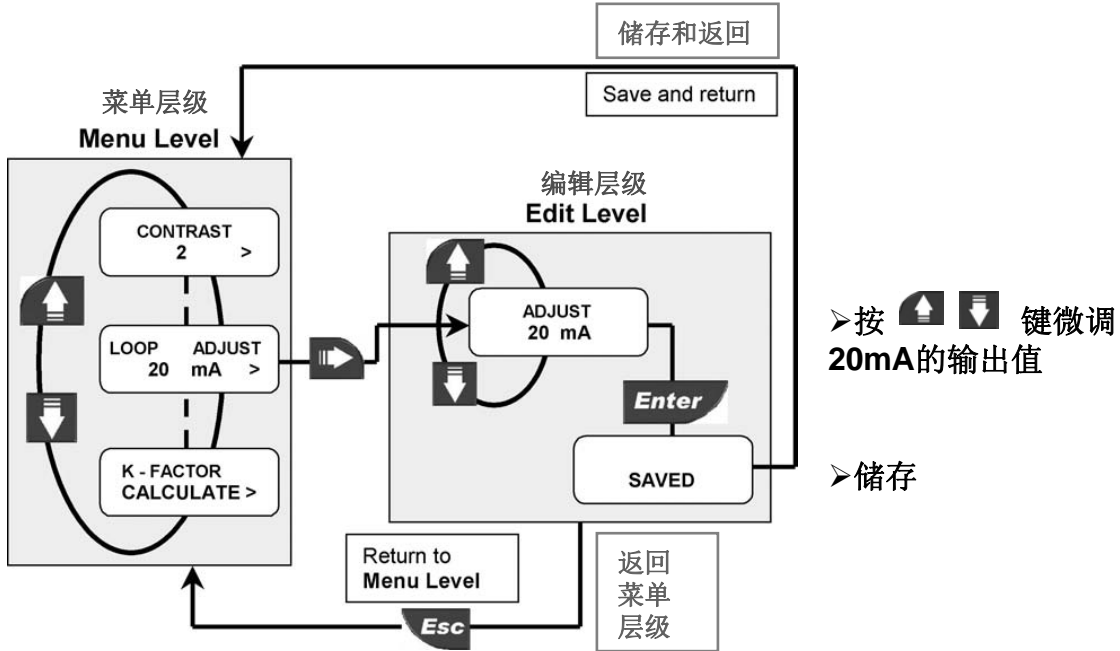 储存和返回
Save and return
菜单层级
Menu Level
CONTRAST
2 >
LOOP ADJUST
20 mA >
K - FACTOR
CALCULATE >
编辑层级
Edit Level
ADJUST
20 mA
Enter
SAVED
Return to
Menu Level
Esc
返回
菜单
层级
➢按 键微调
20mA的输出值
➢储存